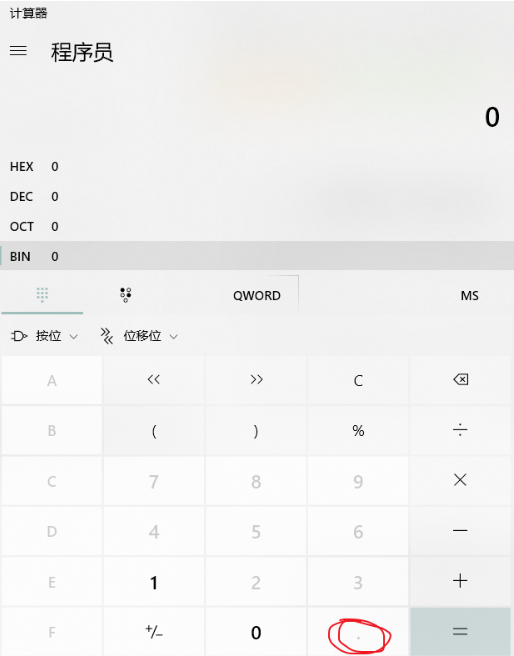 计算器
程序员
0
HEX 0
DEC 0
OCT 0
BIN 0
QWORD MS
按位 位移位
A << >> C
B ( ) % ÷
C 7 8 9 ×
D 4 5 6 −
E 1 2 3 +
F +/− 0 . =